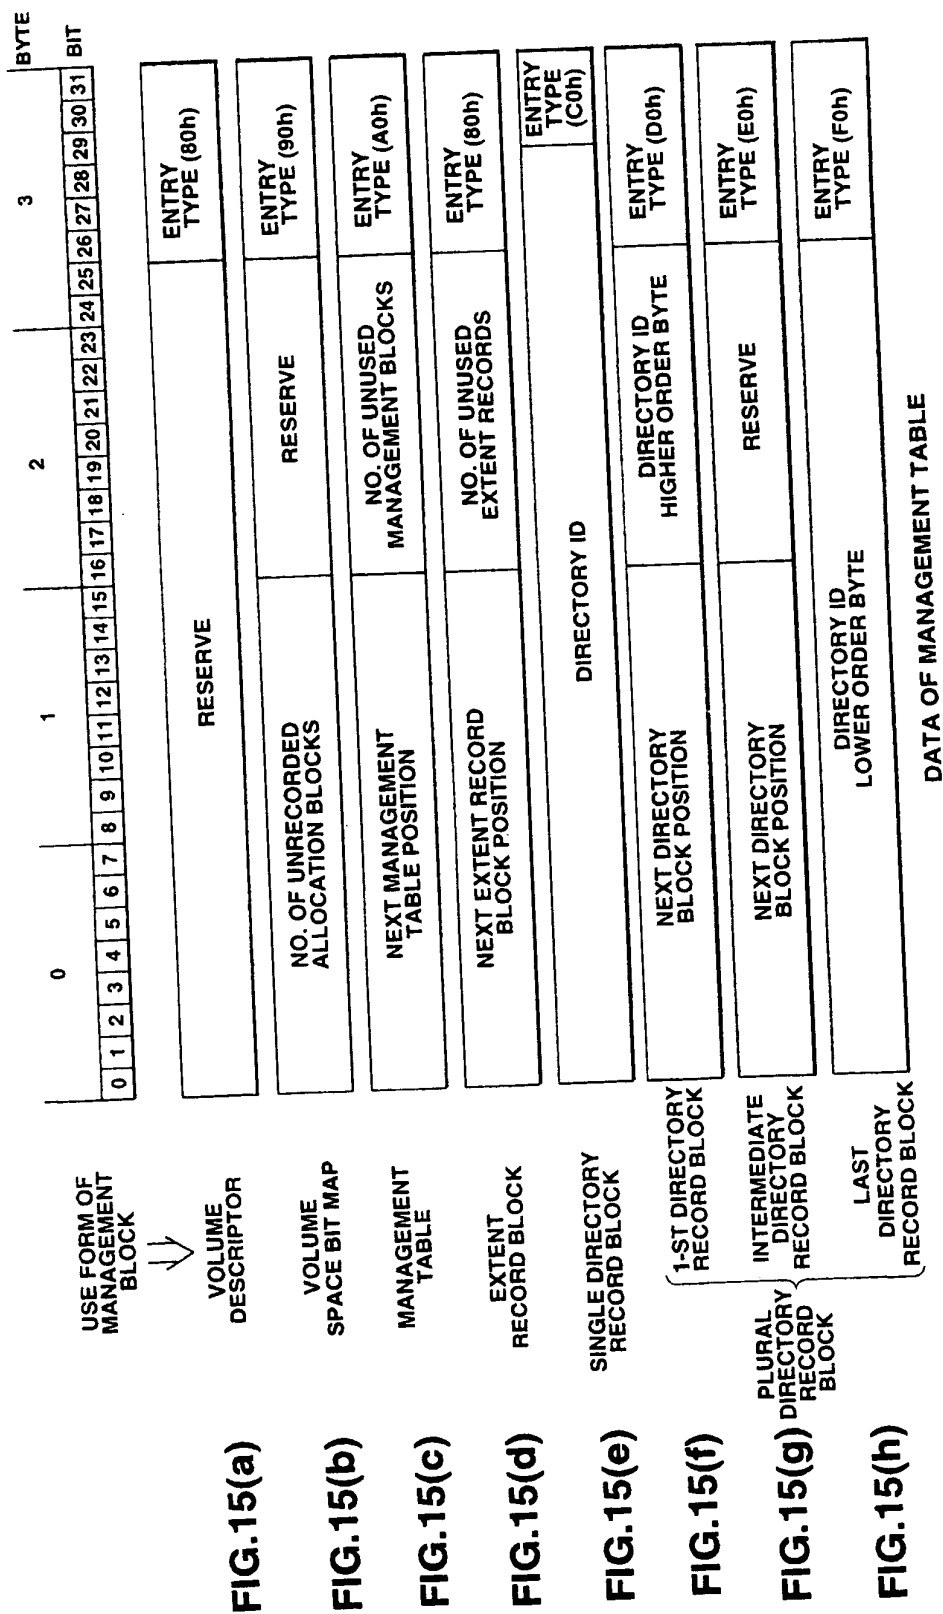 BYTE
0 1 2 3
BIT
0 1 2 3 4 5 6 7 8 9 10 11 12 13 14 15 16 17 18 19 20 21 22 23 24 25 26 27 28 29 30 31
USE FORM OF
MANAGEMENT
BLOCK
FIG.15(a)
VOLUME
DESCRIPTOR
RESERVE
ENTRY
TYPE (80h)
FIG.15(b)
VOLUME
SPACE BIT MAP
NO. OF UNRECORDED
ALLOCATION BLOCKS
RESERVE
ENTRY
TYPE (90h)
FIG.15(c)
MANAGEMENT
TABLE
NEXT MANAGEMENT
TABLE POSITION
NO. OF UNUSED
MANAGEMENT BLOCKS
ENTRY
TYPE (A0h)
FIG.15(d)
EXTENT
RECORD BLOCK
NEXT EXTENT RECORD
BLOCK POSITION
NO. OF UNUSED
EXTENT RECORDS
ENTRY
TYPE (80h)
FIG.15(e)
SINGLE DIRECTORY
RECORD BLOCK
DIRECTORY ID
ENTRY
TYPE
(C0h)
FIG.15(f)
PLURAL
DIRECTORY
RECORD
BLOCK
1-ST DIRECTORY
RECORD BLOCK
NEXT DIRECTORY
BLOCK POSITION
DIRECTORY ID
HIGHER ORDER BYTE
ENTRY
TYPE (D0h)
FIG.15(g)
INTERMEDIATE
DIRECTORY
RECORD BLOCK
NEXT DIRECTORY
BLOCK POSITION
RESERVE
ENTRY
TYPE (E0h)
FIG.15(h)
LAST
DIRECTORY
RECORD BLOCK
DIRECTORY ID
LOWER ORDER BYTE
ENTRY
TYPE (F0h)
DATA OF MANAGEMENT TABLE